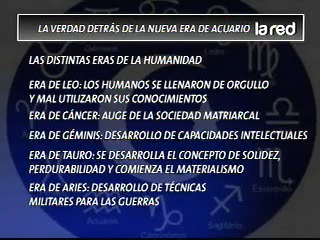 LA VERDAD DETRÁS DE LA NUEVA ERA DE ACUARIO la red
LAS DISTINTAS ERAS DE LA HUMANIDAD
ERA DE LEO: LOS HUMANOS SE LLENARON DE ORGULLO
Y MAL UTILIZARON SUS CONOCIMIENTOS
ERA DE CÁNCER: AUGE DE LA SOCIEDAD MATRIARCAL
ERA DE GÉMINIS: DESARROLLO DE CAPACIDADES INTELECTUALES
ERA DE TAURO: SE DESARROLLA EL CONCEPTO DE SOLIDEZ,
PERDURABILIDAD Y COMIENZA EL MATERIALISMO
ERA DE ARIES: DESARROLLO DE TÉCNICAS
MILITARES PARA LAS GUERRAS
Escorpido
Acuario
Sagitario